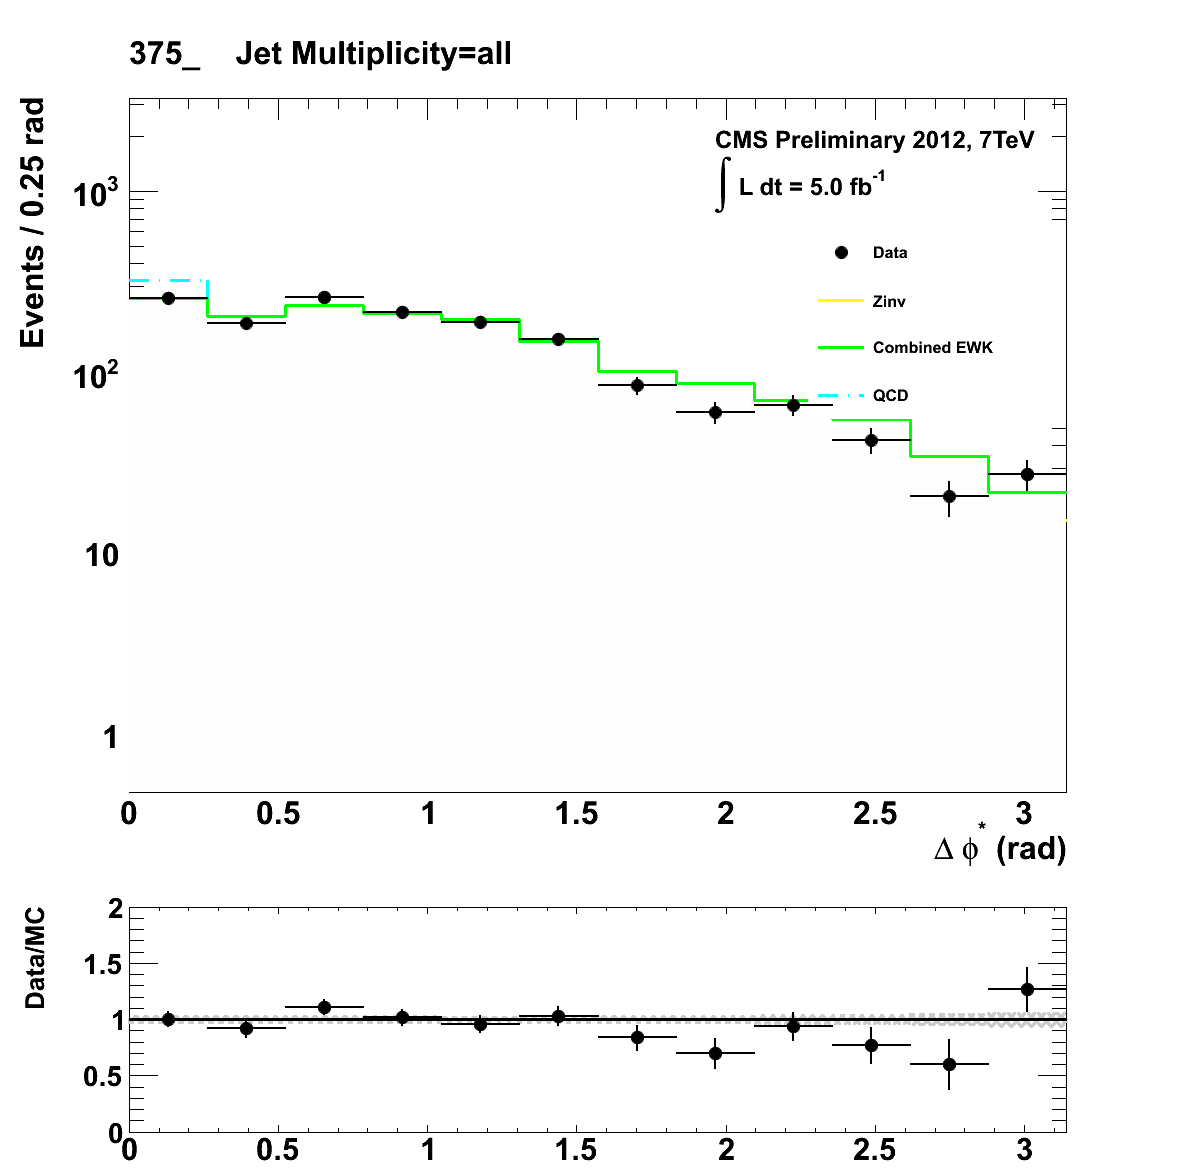 375_ Jet Multiplicity=all
Events / 0.25 rad
10³
10²
10
1
CMS Preliminary 2012, 7TeV
∫ L dt = 5.0 fb⁻¹
Data
Zinv
Combined EWK
QCD
0 0.5 1 1.5 2 2.5 3
Δ ϕ* (rad)
Data/MC
2
1.5
1
0.5
0
0 0.5 1 1.5 2 2.5 3